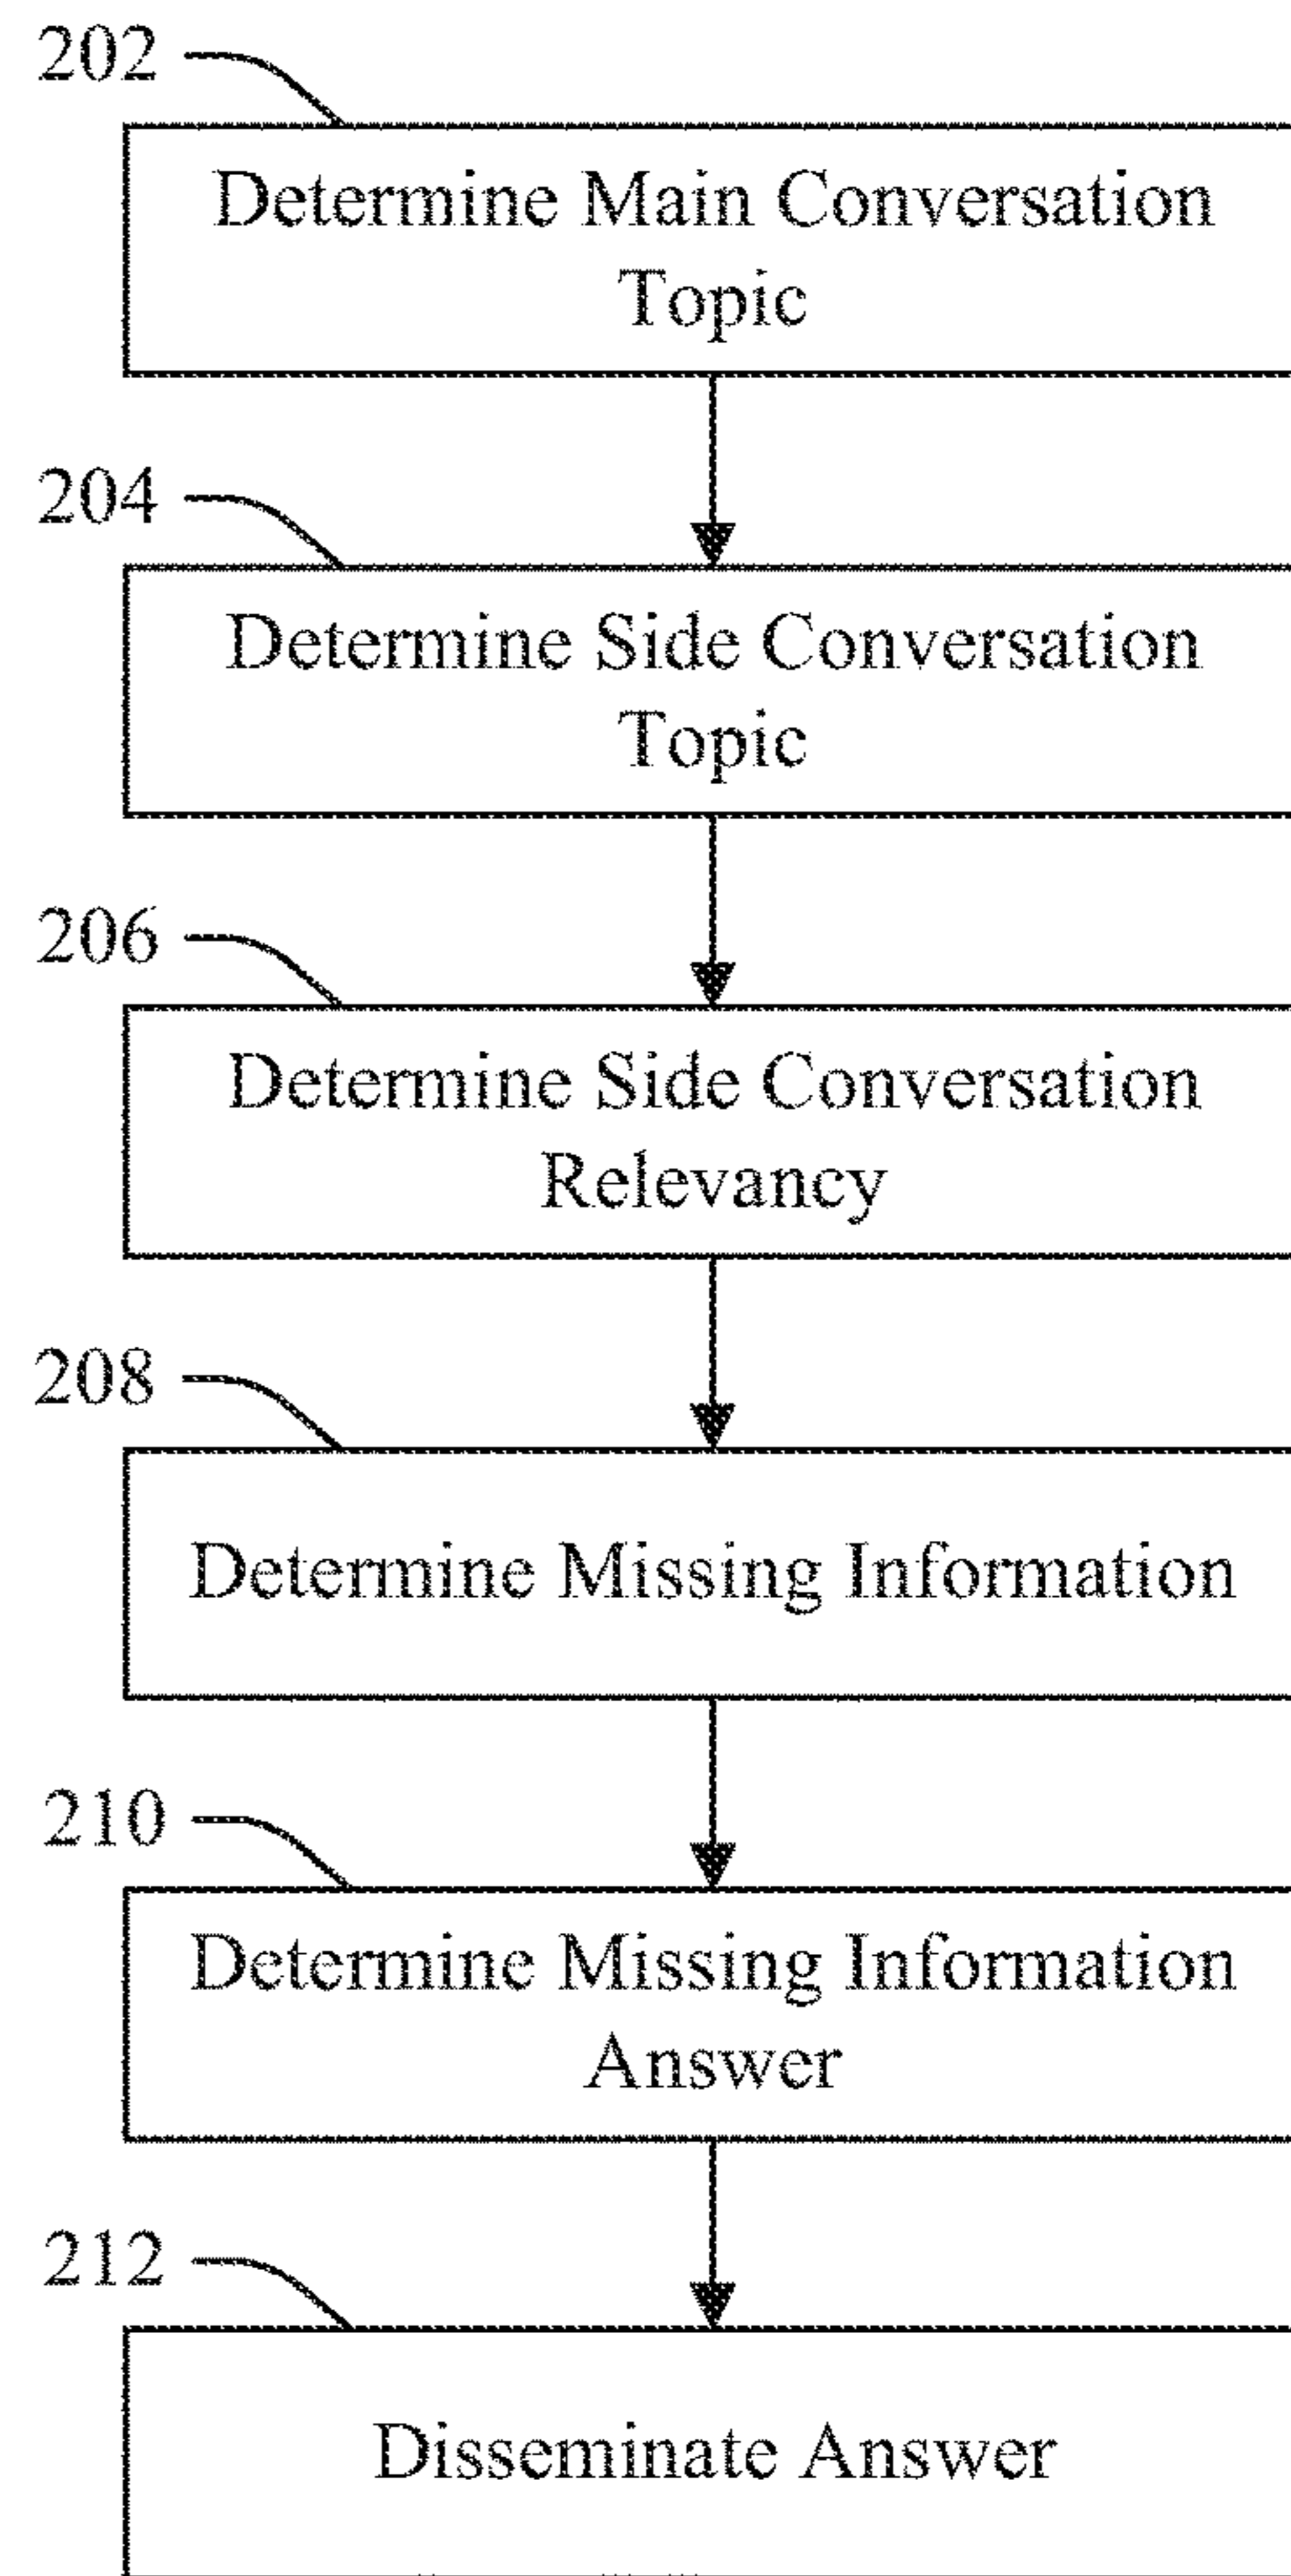 202
Determine Main Conversation
Topic
204
Determine Side Conversation
Topic
206
Determine Side Conversation
Relevancy
208
Determine Missing Information
210
Determine Missing Information
Answer
212
Disseminate Answer